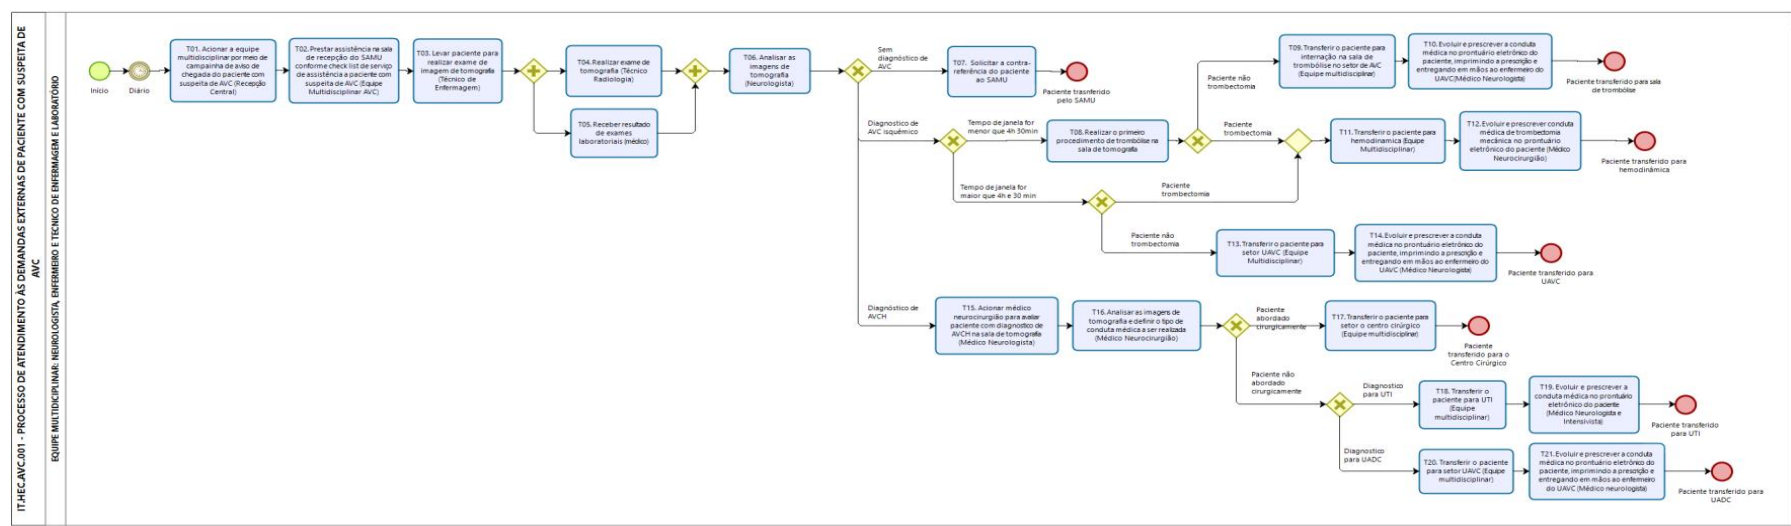 IT.HEC.AVC.001 - PROCESSO DE ATENDIMENTO ÀS DEMANDAS EXTERNAS DE PACIENTE COM SUSPEITA DE
AVC
EQUIPE MULTIDICIPLINAR: NEUROLOGISTA, ENFERMEIRO E TECNICO DE ENFERMAGEM E LABORATÓRIO
Início
Diário
T01. Acionar a equipe
multidisciplinar por meio de
campainha de aviso de
chegada do paciente com
suspeita de AVC (Recepção
Central)
T02. Prestar assistência na sala
de recepção do SAMU
conforme check list de serviço
de assistência a paciente com
suspeita de AVC (Equipe
Multidisciplinar AVC)
T03. Levar paciente para
realizar exame de
imagem de tomografia
(Técnico de
Enfermagem)
T04. Realizar exame de
tomografia (Técnico
Radiologia)
T05. Receber resultado
de exames
laboratoriais (médico)
T06. Analisar as
imagens de
tomografia
(Neurologista)
Sem
diagnóstico de
AVC
T07. Solicitar a contra-
referência do paciente
ao SAMU
Paciente trasnferido
pelo SAMU
Diagnostico de
AVC isquêmico
Tempo de janela for
menor que 4h 30min
T08. Realizar o primeiro
procedimento de trombólise na
sala de tomografia
Paciente não
trombectomia
T09. Transferir o paciente para
internação na sala de
trombólise no setor de AVC
(Equipe multidisciplinar)
T10. Evoluir e prescrever a conduta
médica no prontuário eletrônico do
paciente, imprimindo a prescrição e
entregando em mãos ao enfermeiro do
UAVC(Médico Neurologista)
Paciente transferido para sala
de trombólise
Paciente
trombectomia
T11. Transferir o paciente para
hemodinamica (Equipe
Multidisciplinar)
T12. Evoluir e prescrever conduta
médica de trombectomia
mecânica no prontuário
eletrônico do paciente (Médico
Neurocirurgião)
Paciente transferido para
hemodinâmica
Tempo de janela for
maior que 4h e 30 min
Paciente
trombectomia
Paciente não
trombectomia
T13. Transferir o paciente para
setor UAVC (Equipe
Multidisciplinar)
T14. Evoluir e prescrever a conduta
médica no prontuário eletrônico do
paciente, imprimindo a prescrição e
entregando em mãos ao enfermeiro do
UAVC (Médico Neurologista)
Paciente transferido para
UAVC
Diagnóstico de
AVCH
T15. Acionar médico
neurocirurgião para avaliar
paciente com diagnostico de
AVCH na sala de tomografia
(Médico Neurologista)
T16. Analisar as imagens de
tomografia e definir o tipo de
conduta médica a ser realizada
(Médico Neurocirurgião)
Paciente
abordado
cirurgicamente
T17. Transferir o paciente para
setor o centro cirúrgico
(Equipe multidisciplinar)
Paciente
transferido para o
Centro Cirúrgico
Paciente não
abordado
cirurgicamente
Diagnostico
para UTI
T18. Transferir o
paciente para UTI
(Equipe
multidisciplinar)
T19. Evoluir e prescrever a
conduta médica no prontuário
eletrônico do paciente
(Médico Neurologista e
Intensivista)
Paciente transferido
para UTI
Diagnostico
para UADC
T20. Transferir o paciente
para setor UAVC (Equipe
multidisciplinar)
T21. Evoluir e prescrever a conduta
médica no prontuário eletrônico do
paciente, imprimindo a prescrição e
entregando em mãos ao enfermeiro
do UAVC (Médico neurologista)
Paciente transferido para
UADC